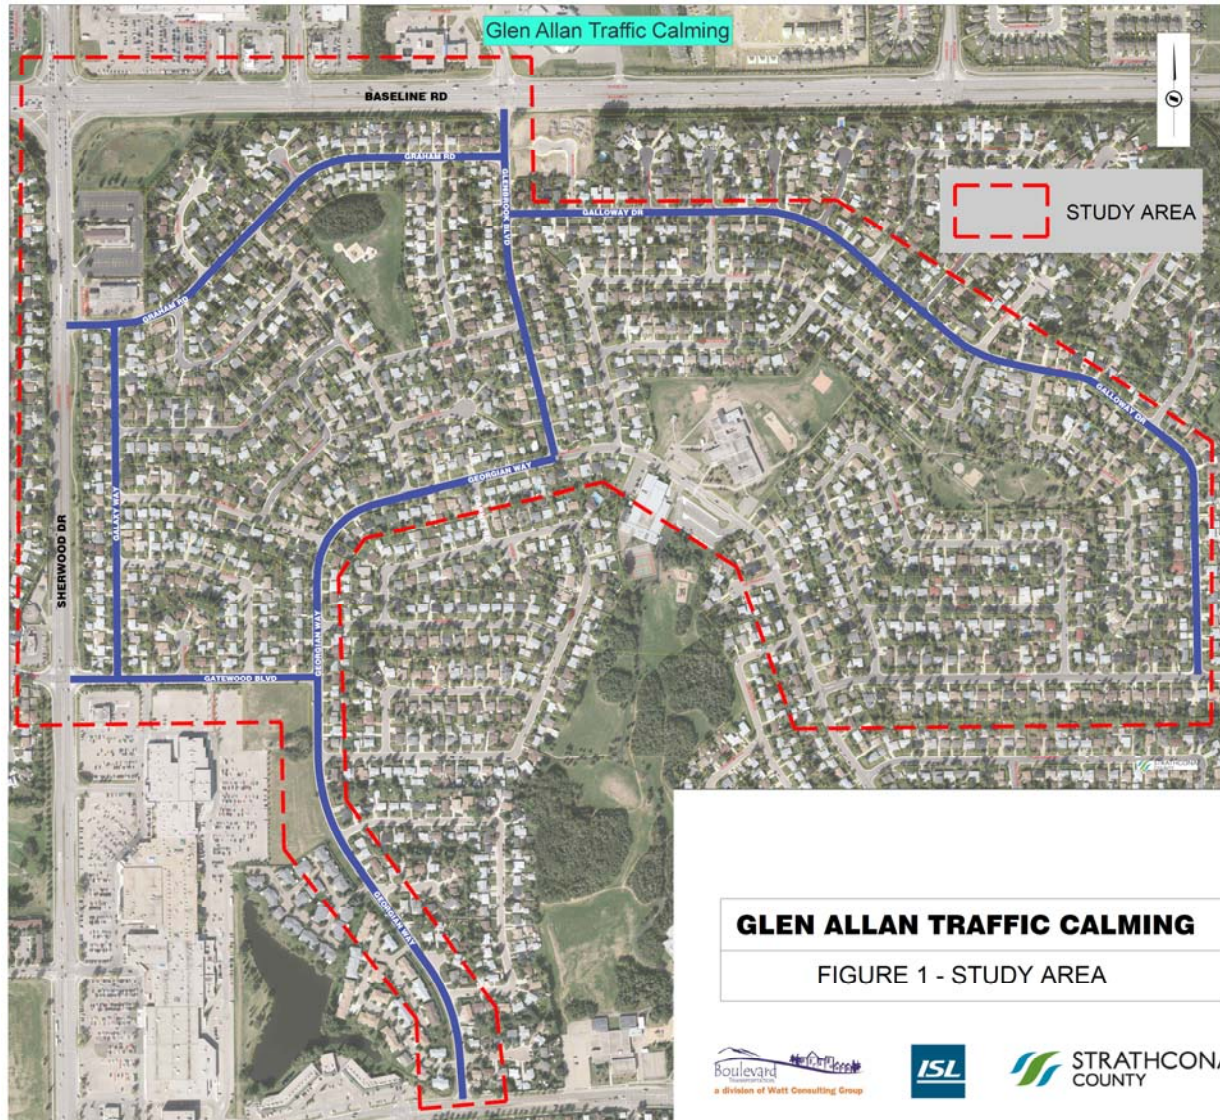 Glen Allan Traffic Calming
BASELINE RD
GRAHAM RD
GLENBROOK BLVD
GALLOWAY DR
STUDY AREA
GRAHAM RD
GALLOWAY DR
GEORGIAN WAY
GALAXY WAY
SHERWOOD DR
GEORGIAN WAY
GATEWOOD BLVD
STRATHCONA
GEORGIAN WAY
GLEN ALLAN TRAFFIC CALMING
FIGURE 1 - STUDY AREA
Boulevard
TRANSPORTATION
a division of Watt Consulting Group
ISL
STRATHCONA
COUNTY